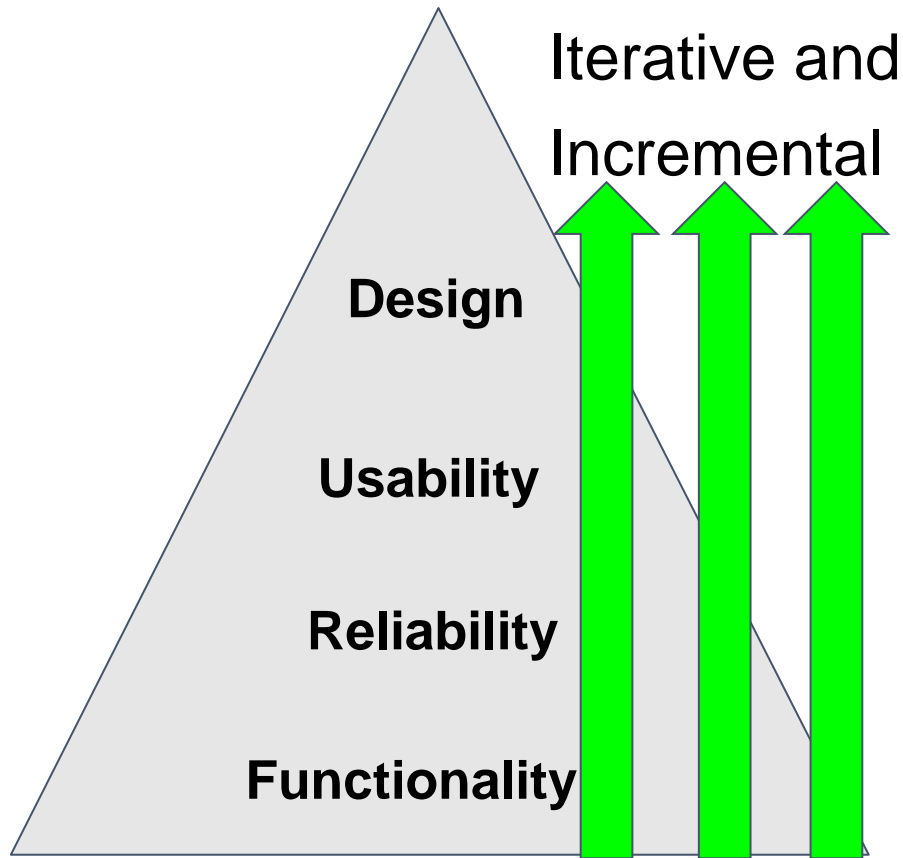 Iterative and
Incremental
Design
Usability
Reliability
Functionality